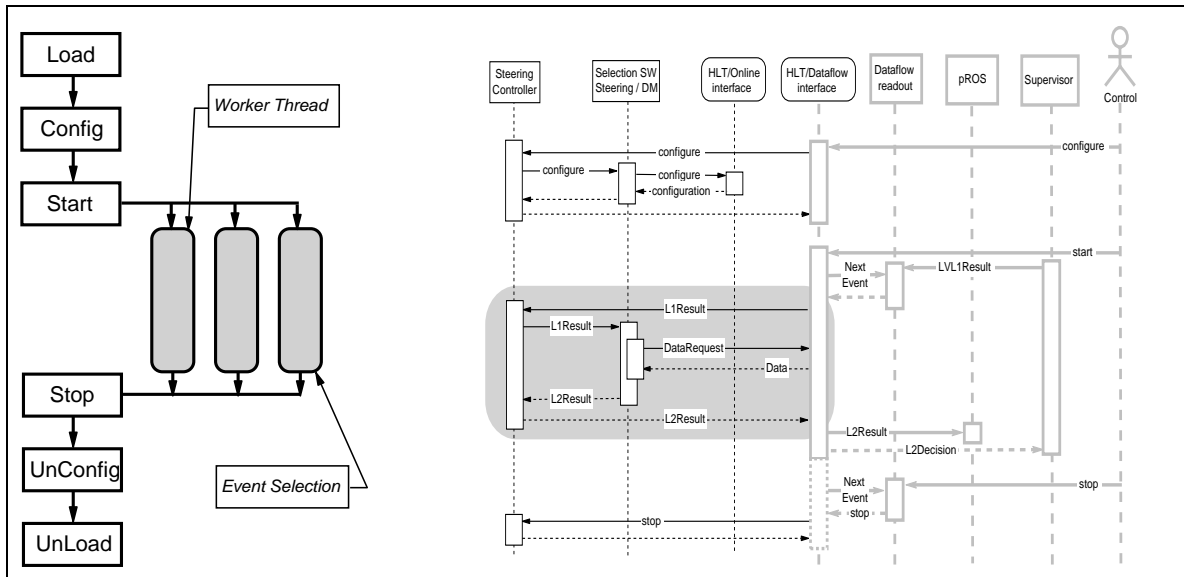 Load
Config
Start
Stop
UnConfig
UnLoad
Worker Thread
Event Selection
Steering
Controller
Selection SW
Steering / DM
HLT/Online
interface
HLT/Dataflow
interface
Dataflow
readout
pROS
Supervisor
Control
configure
configure
configure
configure
configuration
start
Next
Event
LVL1Result
L1Result
L1Result
DataRequest
Data
L2Result
L2Result
L2Result
L2Decision
Next
Event
stop
stop
stop